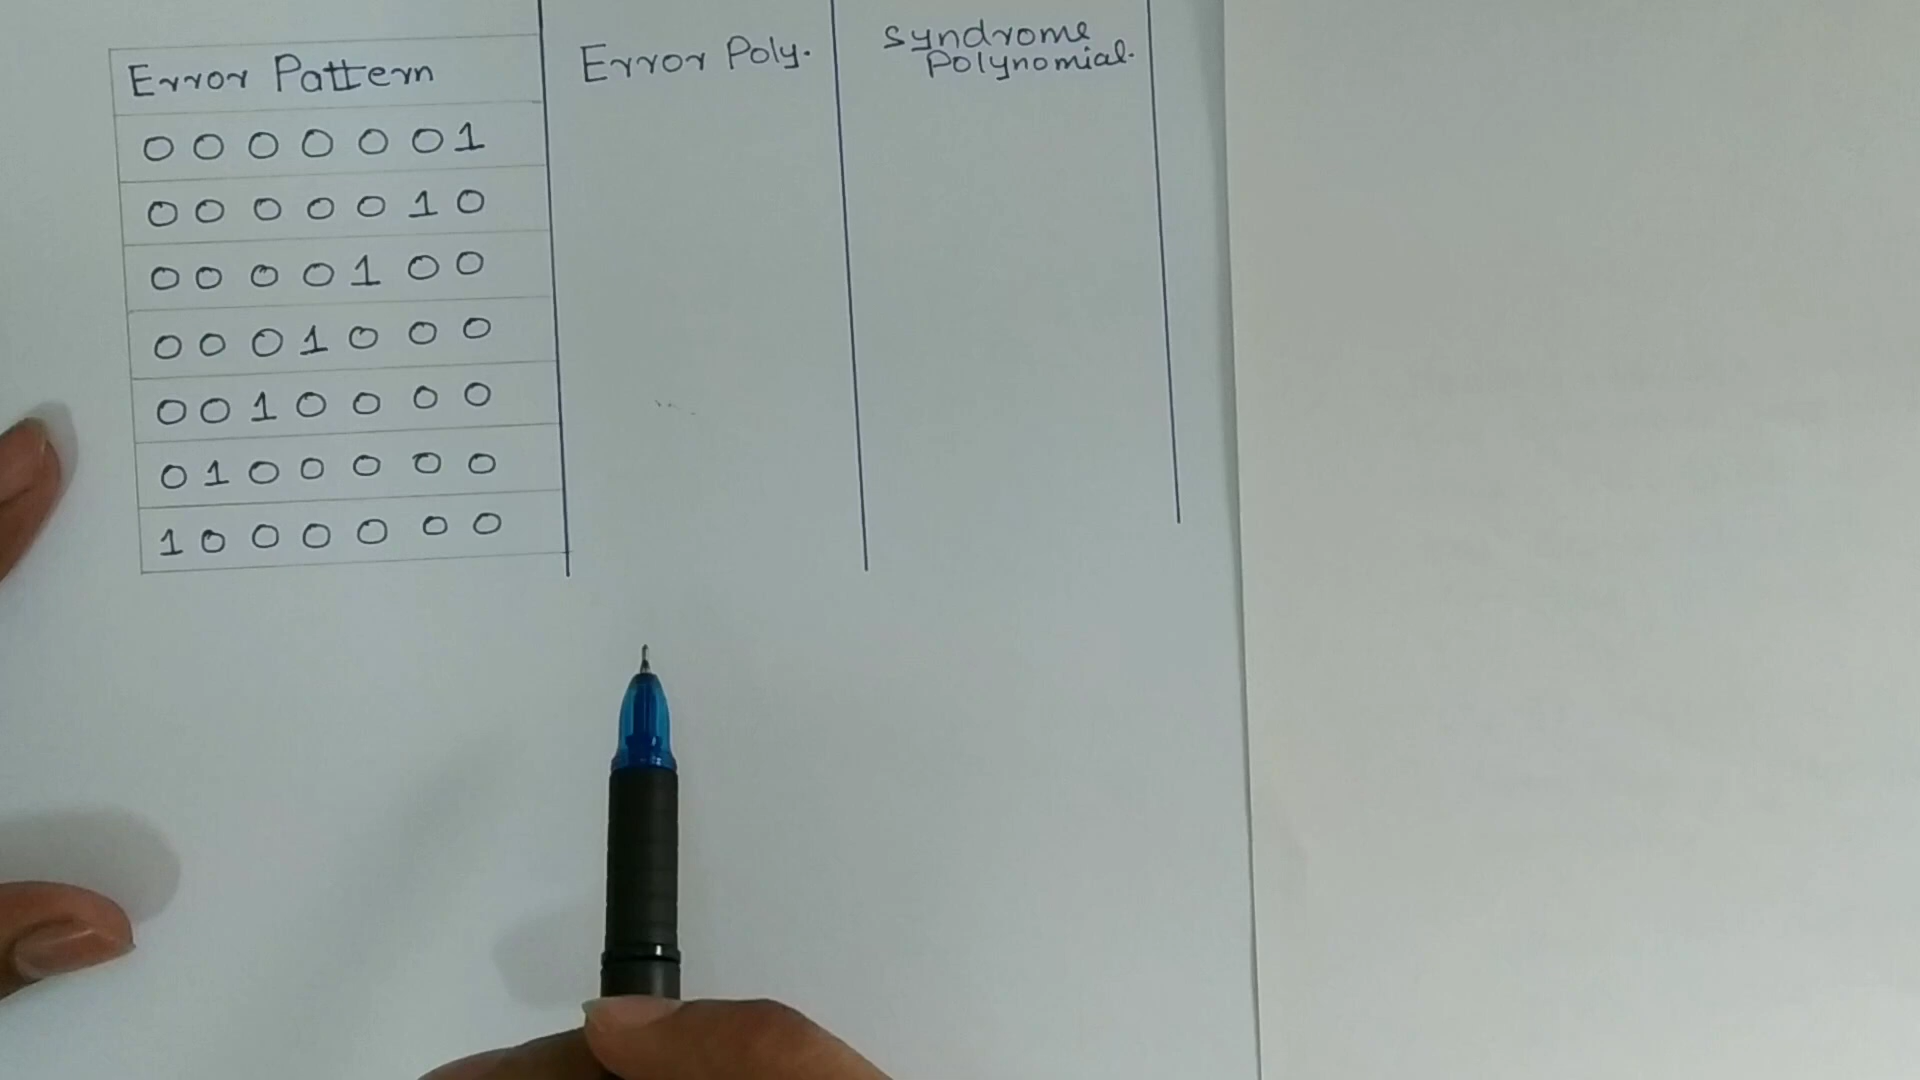 Error Pattern Error Poly. Syndrome
Polynomial.
0 0 0 0 0 0 1
0 0 0 0 0 1 0
0 0 0 0 1 0 0
0 0 0 1 0 0 0
0 0 1 0 0 0 0
0 1 0 0 0 0 0
1 0 0 0 0 0 0